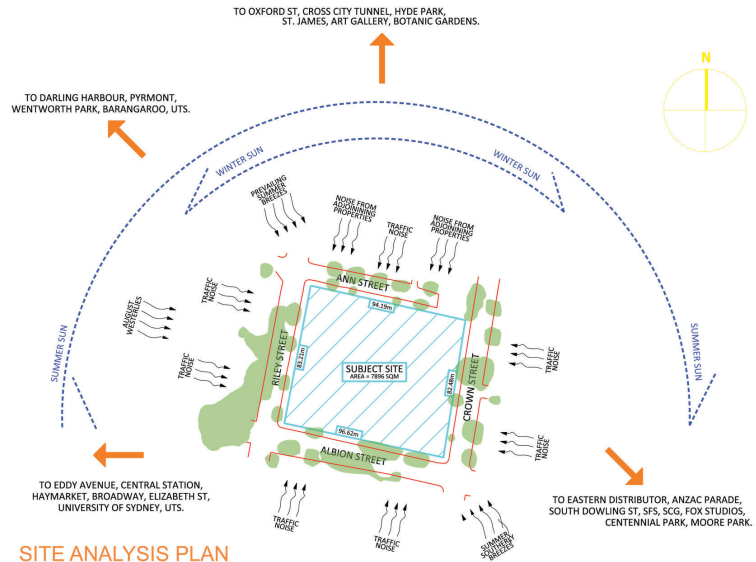 TO OXFORD ST, CROSS CITY TUNNEL, HYDE PARK,
ST. JAMES, ART GALLERY, BOTANIC GARDENS.
N
TO DARLING HARBOUR, PYRMONT,
WENTWORTH PARK, BARANGAROO, UTS.
WINTER SUN
WINTER SUN
PREVAILING
SUMMER
BREEZES
NOISE FROM
ADJOINING
PROPERTIES
TRAFFIC
NOISE
NOISE FROM
ADJOINING
PROPERTIES
ANN STREET
94.19m
TRAFFIC
NOISE
AUGUST
WESTERLIES
TRAFFIC
NOISE
SUMMER SUN
RILEY STREET
83.21m
SUBJECT SITE
AREA = 7896 SQM
82.48m
CROWN STREET
TRAFFIC
NOISE
SUMMER SUN
96.62m
ALBION STREET
TRAFFIC
NOISE
TO EDDY AVENUE, CENTRAL STATION,
HAYMARKET, BROADWAY, ELIZABETH ST,
UNIVERSITY OF SYDNEY, UTS.
TRAFFIC
NOISE
TRAFFIC
NOISE
SUMMER
SOUTHERLY
BREEZES
TO EASTERN DISTRIBUTOR, ANZAC PARADE,
SOUTH DOWLING ST, SFS, SCG, FOX STUDIOS,
CENTENNIAL PARK, MOORE PARK.
SITE ANALYSIS PLAN